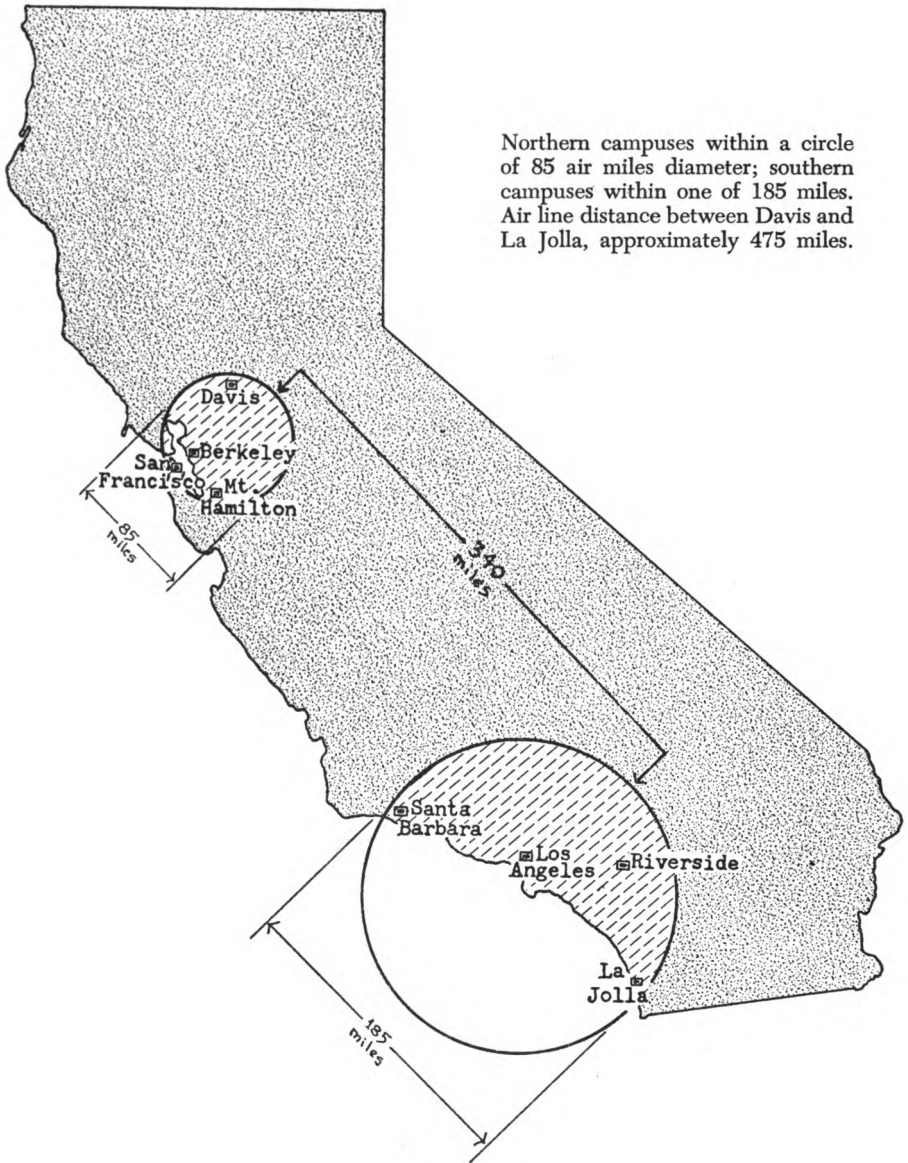 Northern campuses within a circle
of 85 air miles diameter; southern
campuses within one of 185 miles.
Air line distance between Davis and
La Jolla, approximately 475 miles.
Davis
Berkeley
San
Francisco
Mt.
Hamilton
85
miles
340
miles
Santa
Barbara
Los
Angeles
Riverside
La
Jolla
185
miles